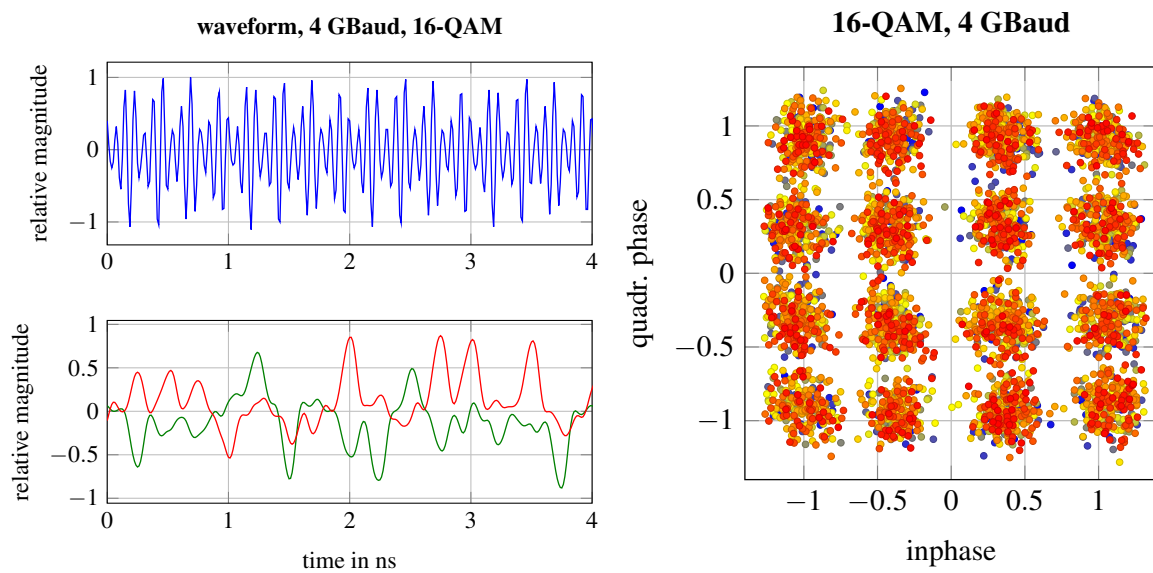 waveform, 4 GBaud, 16-QAM
relative magnitude
1
0
−1
0 1 2 3 4
relative magnitude
1
0.5
0
−0.5
−1
0 1 2 3 4
time in ns
16-QAM, 4 GBaud
quadr. phase
1
0.5
0
−0.5
−1
−1 −0.5 0 0.5 1
inphase